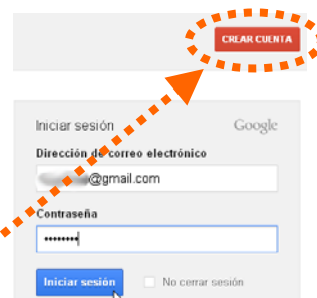 CREAR CUENTA
Iniciar sesión Google
Dirección de correo electrónico
@gmail.com
Contraseña
••••••••
Iniciar sesión No cerrar sesión